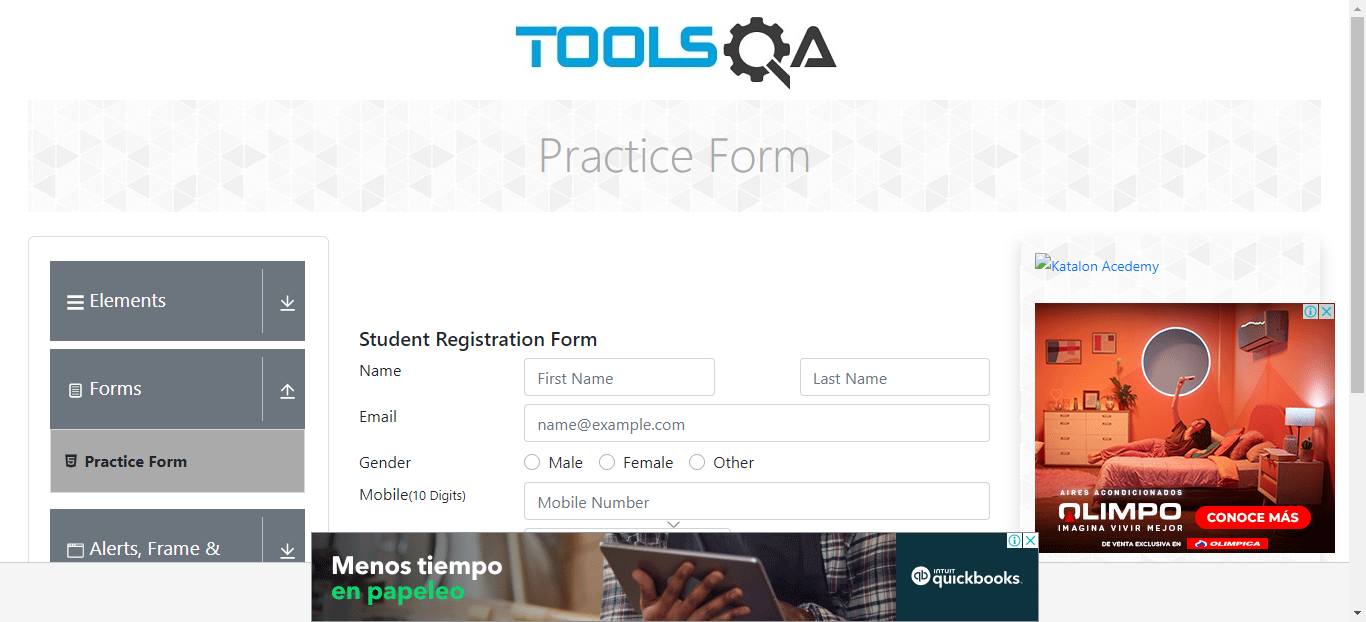 TOOLSQA
Practice Form
Elements
Forms
Practice Form
Alerts, Frame &
Student Registration Form
Name
First Name
Last Name
Email
name@example.com
Gender
Male
Female
Other
Mobile(10 Digits)
Mobile Number
Katalon Acedemy
AIRES ACONDICIONADOS
OLIMPO
IMAGINA VIVIR MEJOR
CONOCE MÁS
DE VENTA EXCLUSIVA EN
OLIMPICA
Menos tiempo
en papeleo
qb
INTUIT
quickbooks.